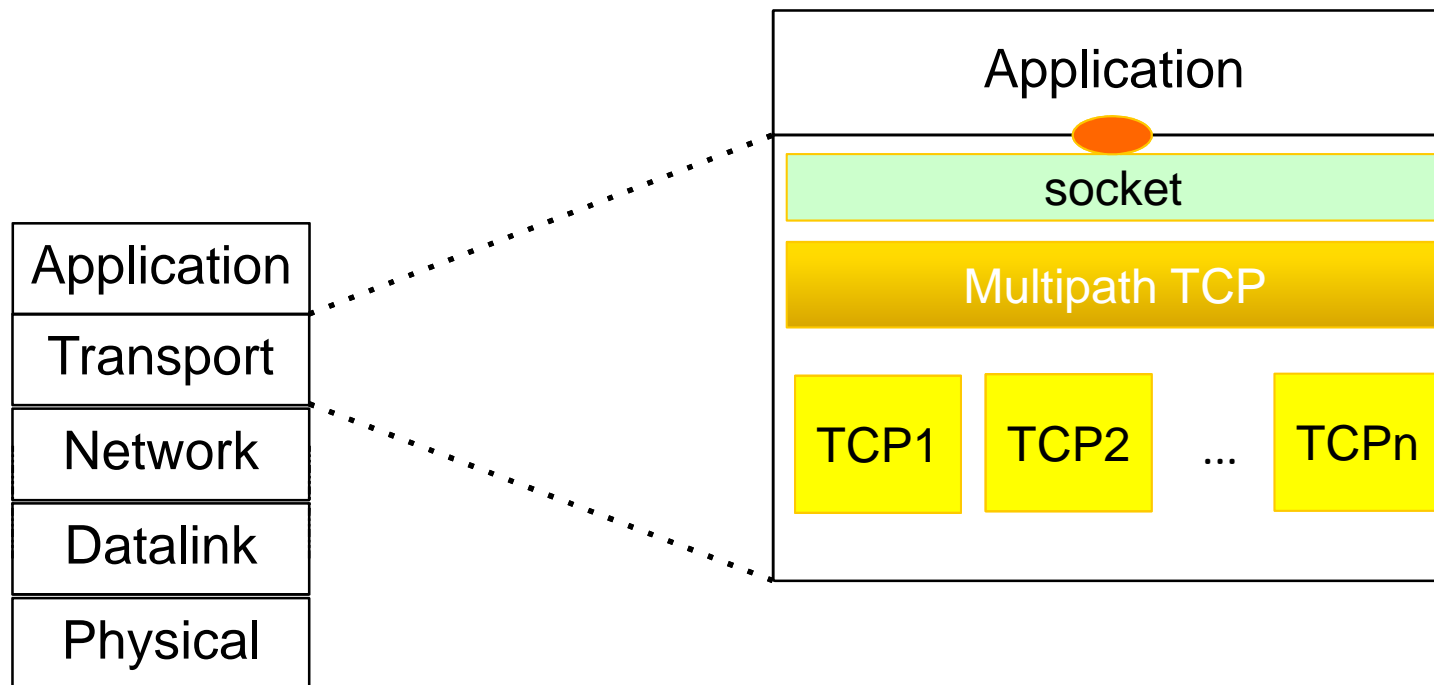 Application
Transport
Network
Datalink
Physical
Application
socket
Multipath TCP
TCP1 TCP2 ... TCPn